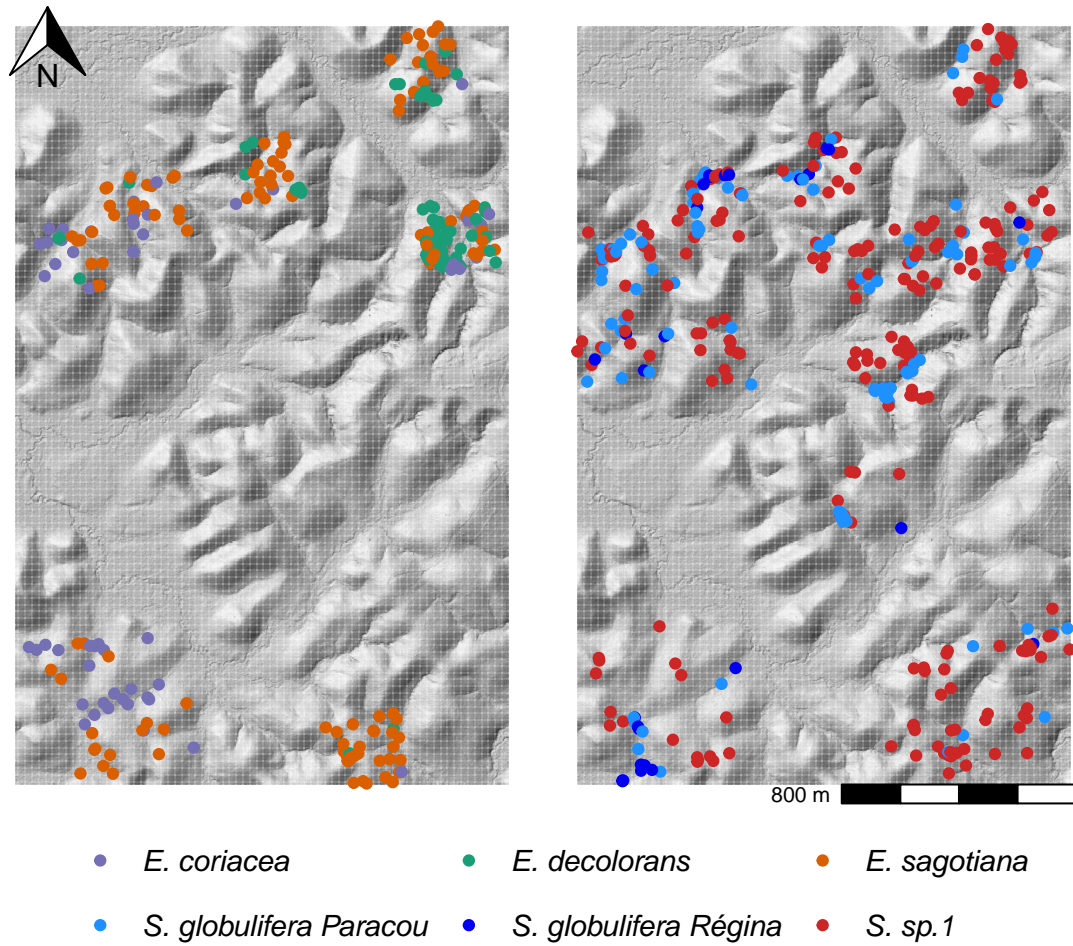 N
800 m
E. coriacea E. decolorans E. sagotiana
S. globulifera Paracou S. globulifera Régina S. sp.1